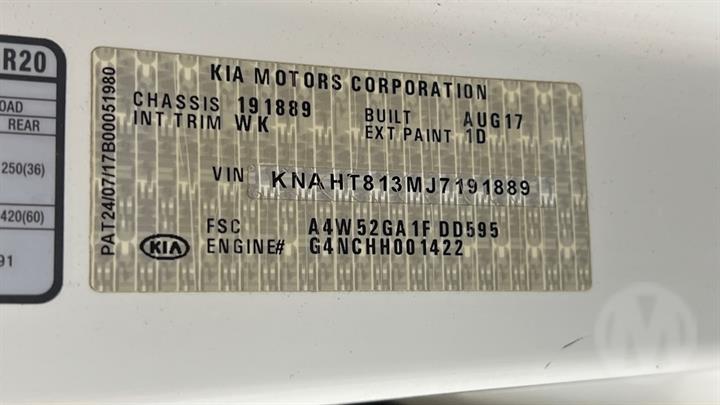 R20
OAD
REAR
250(36)
420(60)
91
PAT24/07/17B00051980
KIA MOTORS CORPORATION
CHASSIS 191889 BUILT AUG17
INT TRIM WK EXT PAINT 1D
VIN KNAHT813MJ7191889
FSC A4W52GA1F DD595
KIA ENGINE# G4NCHH001422
M